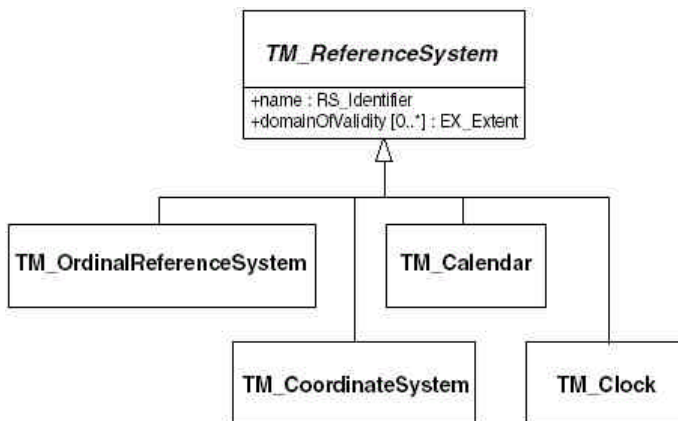 TM_ReferenceSystem
+name : RS_Identifier
+domainOfValidity [0..*] : EX_Extent
TM_OrdinalReferenceSystem
TM_Calendar
TM_CoordinateSystem
TM_Clock